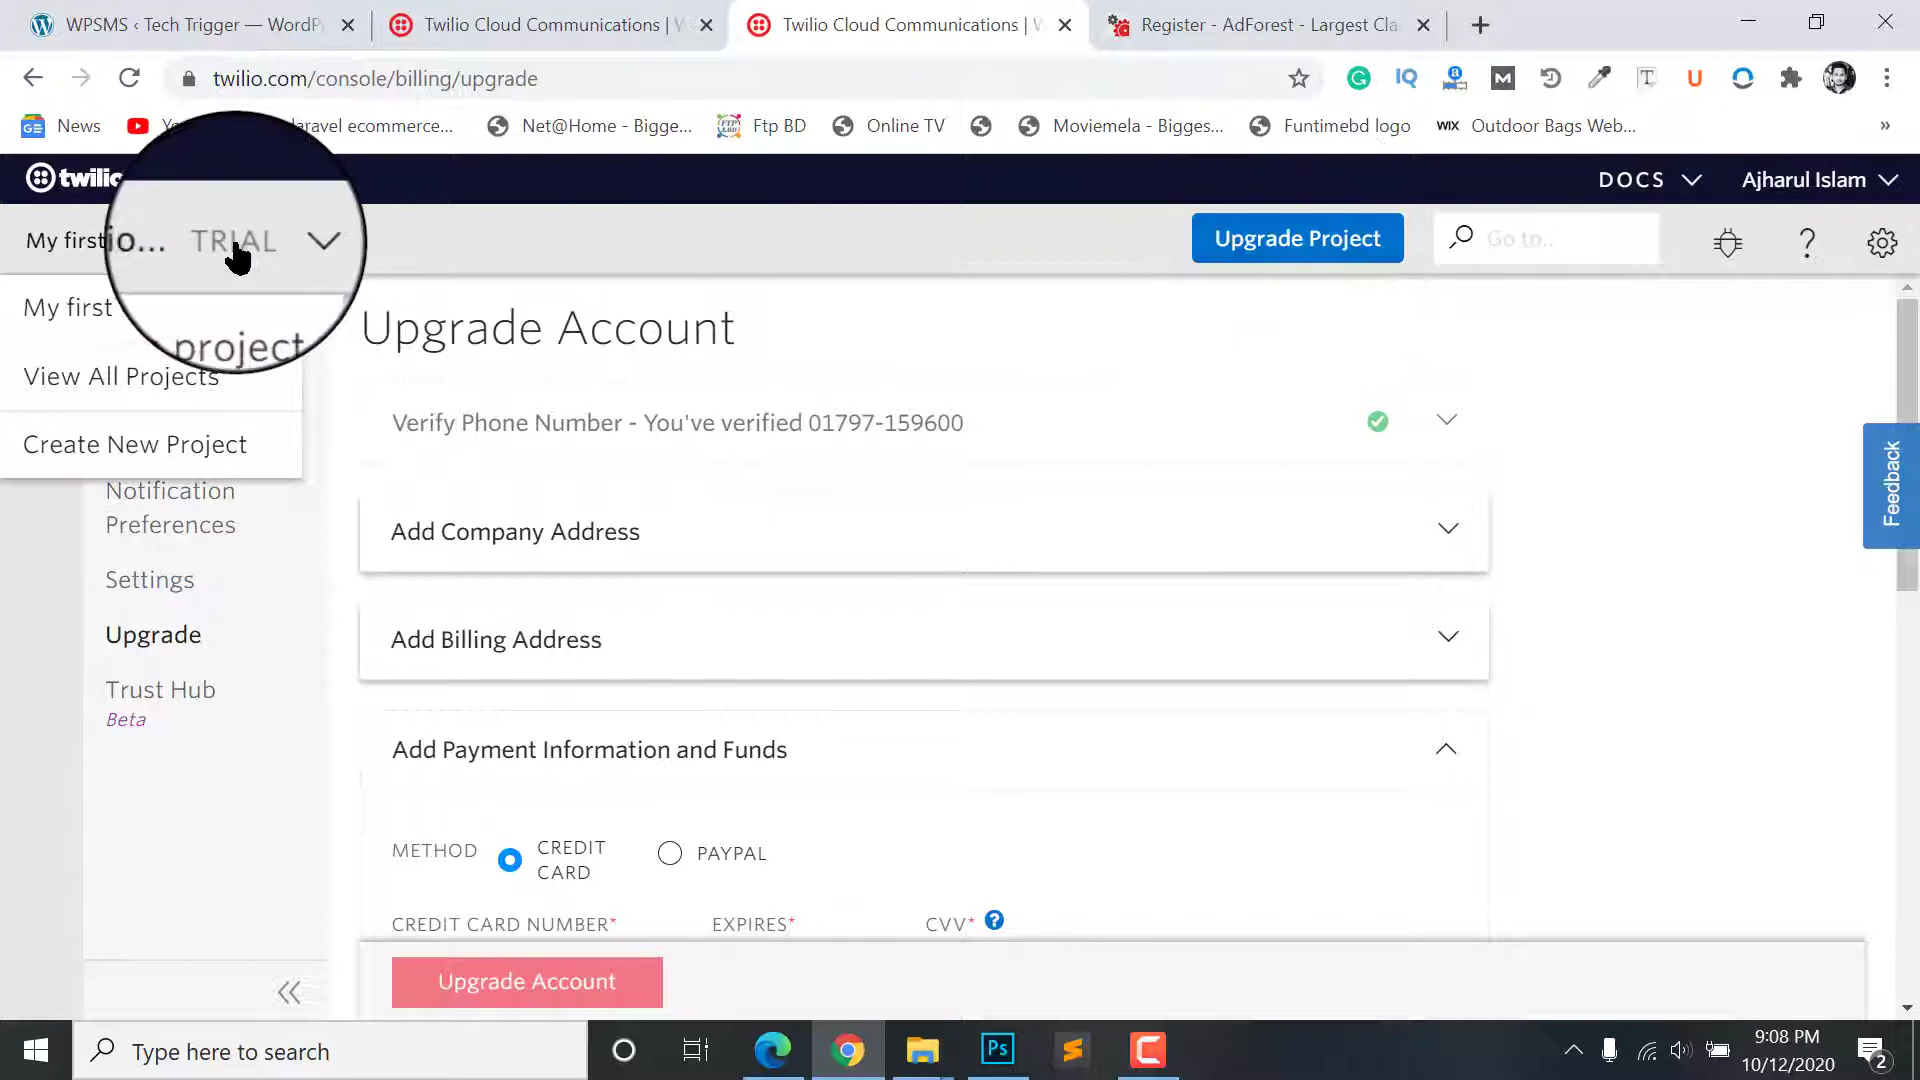 WPSMS ‹ Tech Trigger — WordP
Twilio Cloud Communications | W
Twilio Cloud Communications | W
Register - AdForest - Largest Cla
twilio.com/console/billing/upgrade
News
laravel ecommerce...
Net@Home - Bigge...
Ftp BD
Online TV
Moviemela - Bigges...
Funtimebd logo
WIX Outdoor Bags Web...
»
twilio
DOCS
Ajharul Islam
My first
io...
TRIAL
Upgrade Project
Go to..
My first
project
View All Projects
Create New Project
Notification
Preferences
Settings
Upgrade
Trust Hub
Beta
Upgrade Account
Verify Phone Number - You've verified 01797-159600
Add Company Address
Add Billing Address
Add Payment Information and Funds
METHOD
CREDIT
CARD
PAYPAL
CREDIT CARD NUMBER*
EXPIRES*
CVV*
Upgrade Account
Feedback
Type here to search
Ps
9:08 PM
10/12/2020
2